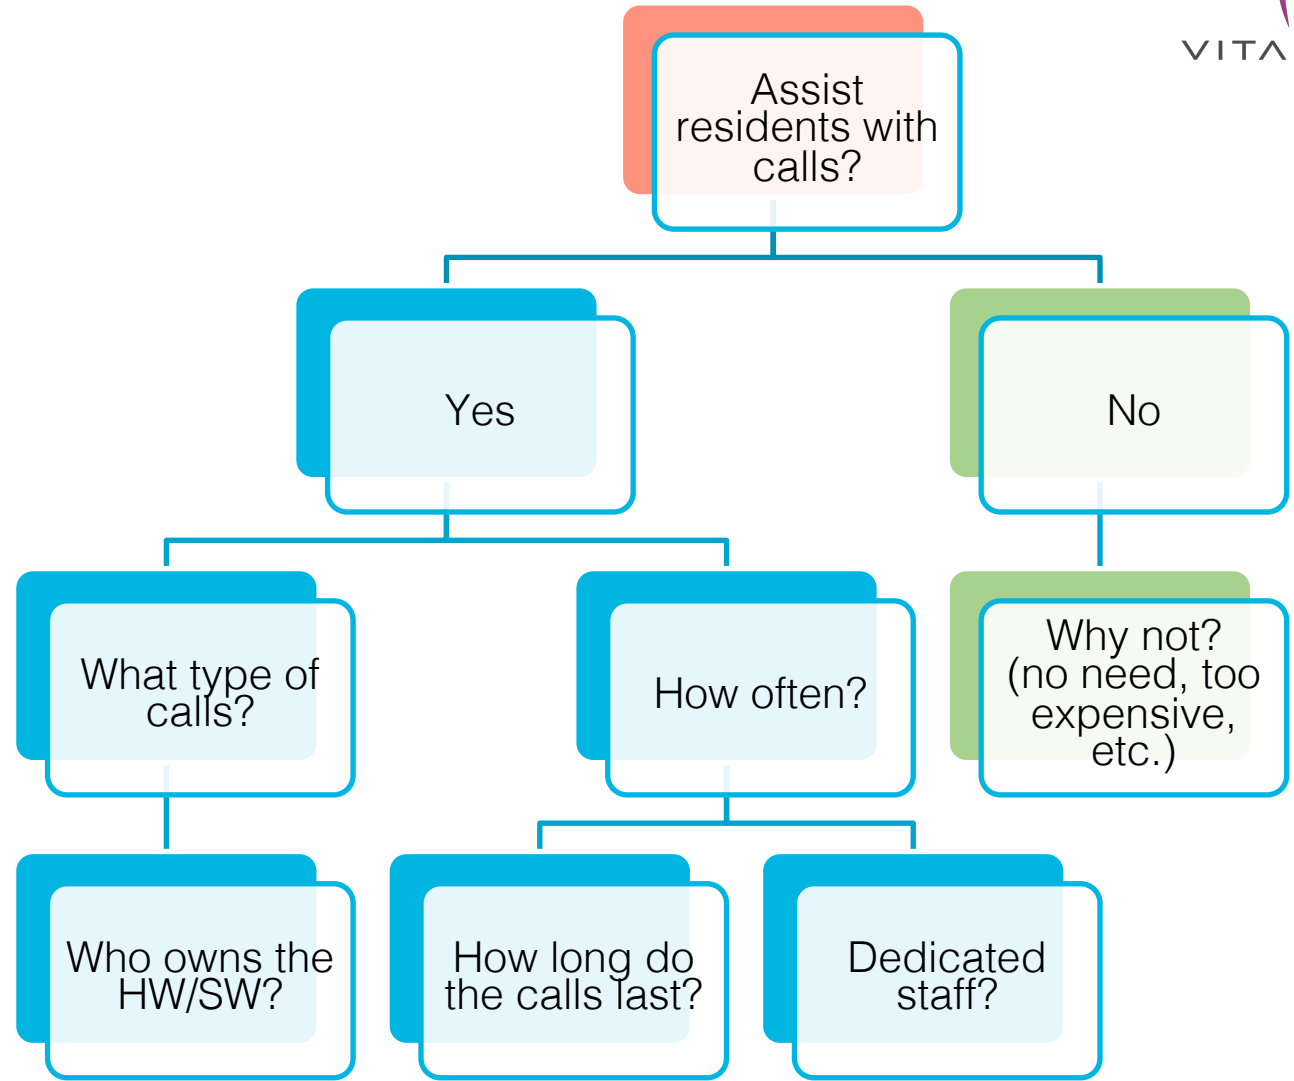 VITA
Assist
residents with
calls?
Yes
No
What type of
calls?
How often?
Why not?
(no need, too
expensive,
etc.)
Who owns the
HW/SW?
How long do
the calls last?
Dedicated
staff?